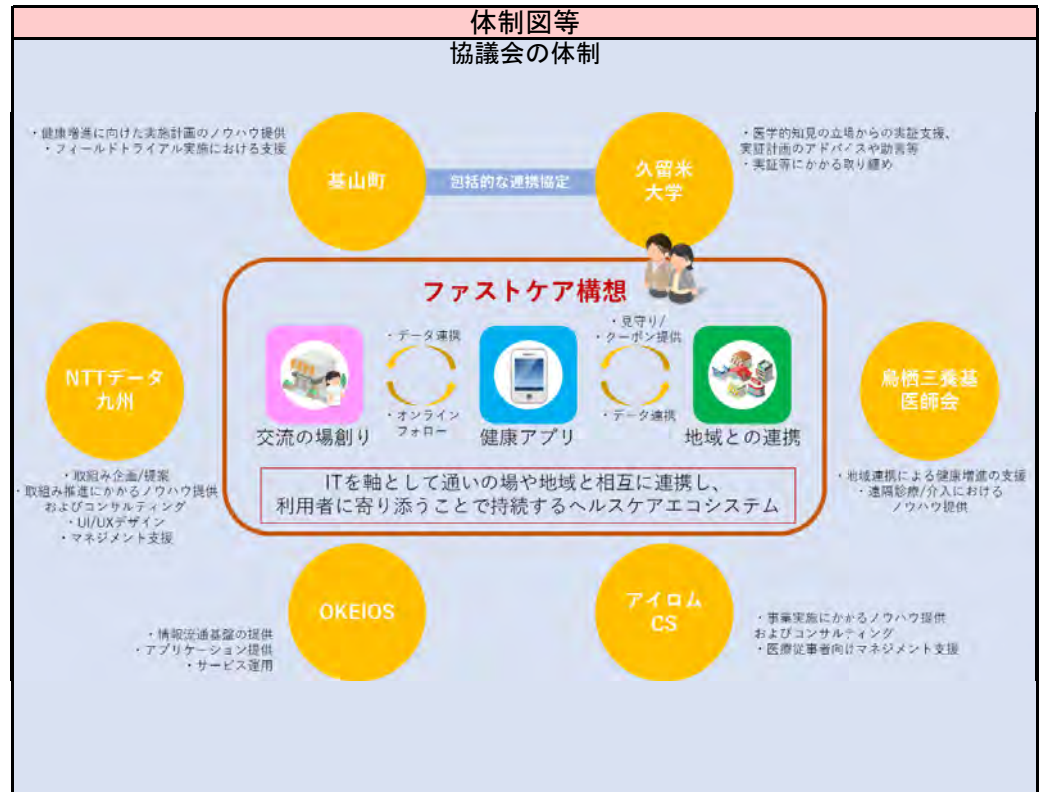 体制図等
協議会の体制
・健康増進に向けた実施計画のノウハウ提供
・フィールドトライアル実施における支援
基山町
包括的な連携協定
久留米
大学
・医学的知見の立場からの実証支援、
実証計画のアドバイスや助言等
・実証等にかかる取り纏め
ファストケア構想
・データ連携
・オンライン
フォロー
・見守り/
・クーポン提供
・データ連携
交流の場創り
健康アプリ
地域との連携
ITを軸として通いの場や地域と相互に連携し、
利用者に寄り添うことで持続するヘルスケアエコシステム
NTTデータ
九州
・取組み企画/提案
・取組み推進にかかるノウハウ提供
およびコンサルティング
・UI/UXデザイン
・マネジメント支援
鳥栖三養基
医師会
・地域連携による健康増進の支援
・遠隔診療/介入における
ノウハウ提供
OKEIOS
・情報流通基盤の提供
・アプリケーション提供
・サービス運用
アイロム
CS
・事業実施にかかるノウハウ提供
およびコンサルティング
・医療従事者向けマネジメント支援